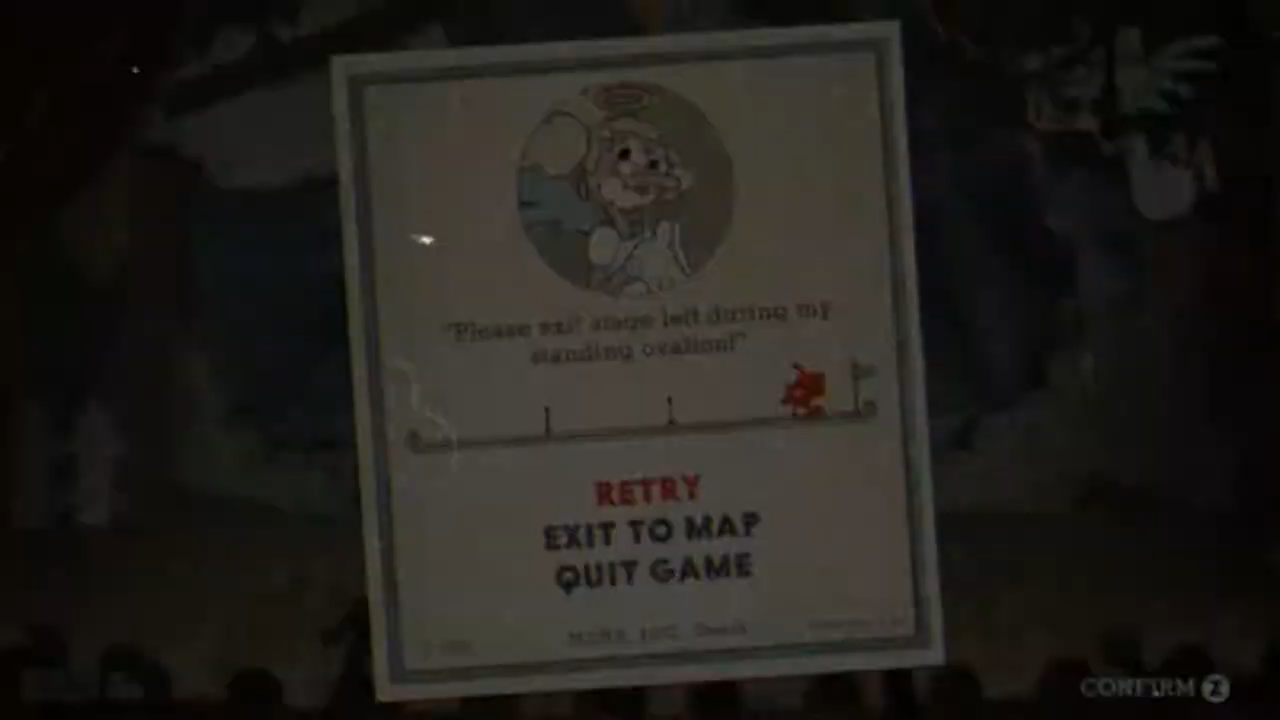 "Please exit stage left during my
standing ovation!"
RETRY
EXIT TO MAP
QUIT GAME
CONFIRM Z